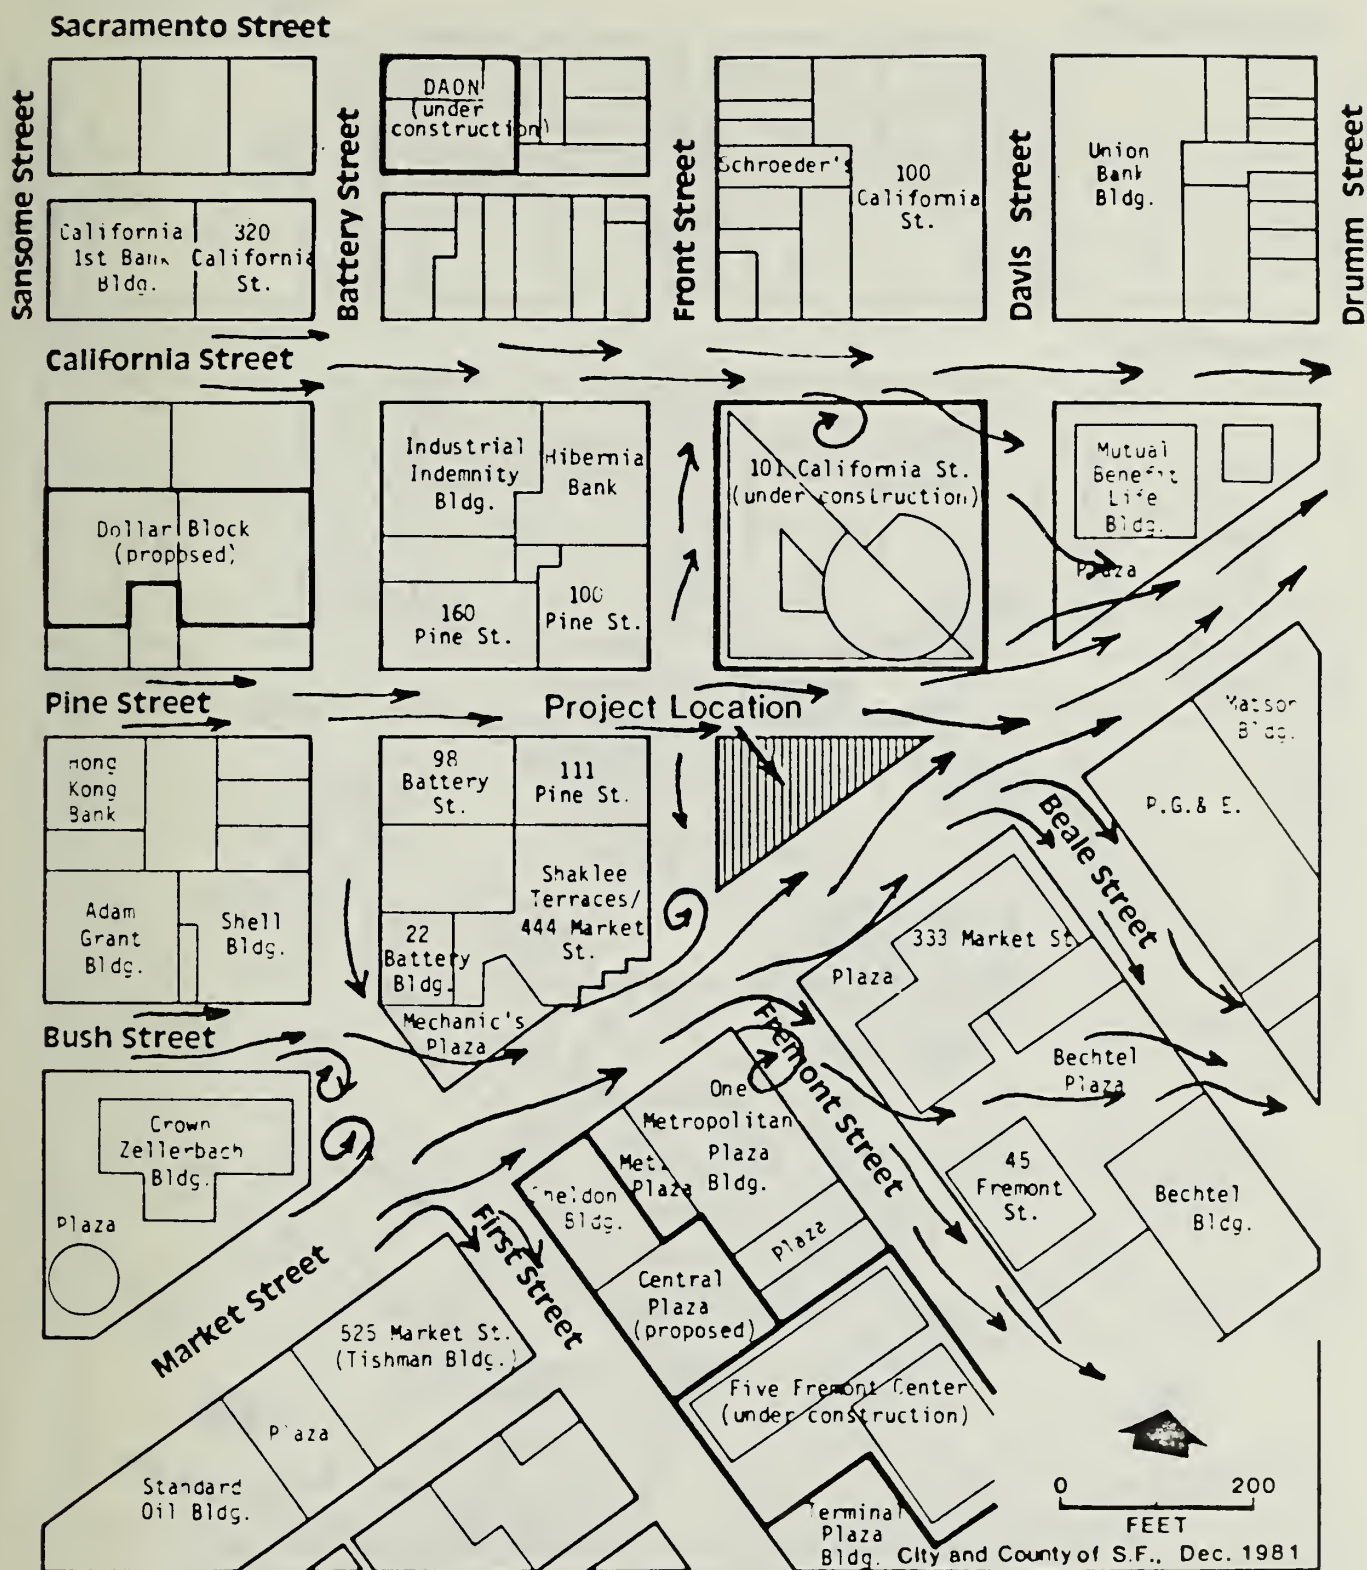 Sacramento Street
Sansome Street
Battery Street
Front Street
Davis Street
Drumm Street
DAON
(under
construction)
Schroeder's
100
California
St.
Union
Bank
Bldg.
California
1st Bank
Bldg.
320
California
St.
California Street
Industrial
Indemnity
Bldg.
Hibernia
Bank
101 California St.
(under construction)
Mutual
Benefit
Life
Bldg.
Plaza
Dollar Block
(proposed)
160
Pine St.
100
Pine St.
Pine Street
Project Location
Matson
Bldg.
Hong
Kong
Bank
98
Battery
St.
111
Pine St.
P.G.& E.
Beale Street
Adam
Grant
Bldg.
Shell
Bldg.
Shaklee
Terraces/
444 Market
St.
22
Battery
Bldg.
333 Market St
Plaza
Bush Street
Mechanic's
Plaza
Fremont Street
Bechtel
Plaza
Crown
Zellerbach
Bldg.
Plaza
One
Metropolitan
Plaza
Bldg.
Plaza
45
Fremont
St.
Bechtel
Bldg.
Bldg.
Plaza
First Street
Market Street
Central
Plaza
(proposed)
525 Market St.
(Tishman Bldg.)
Five Fremont Center
(under construction)
Plaza
Standard
Oil Bldg.
Terminal
Plaza
Bldg.
0 200
FEET
City and County of S.F., Dec. 1981